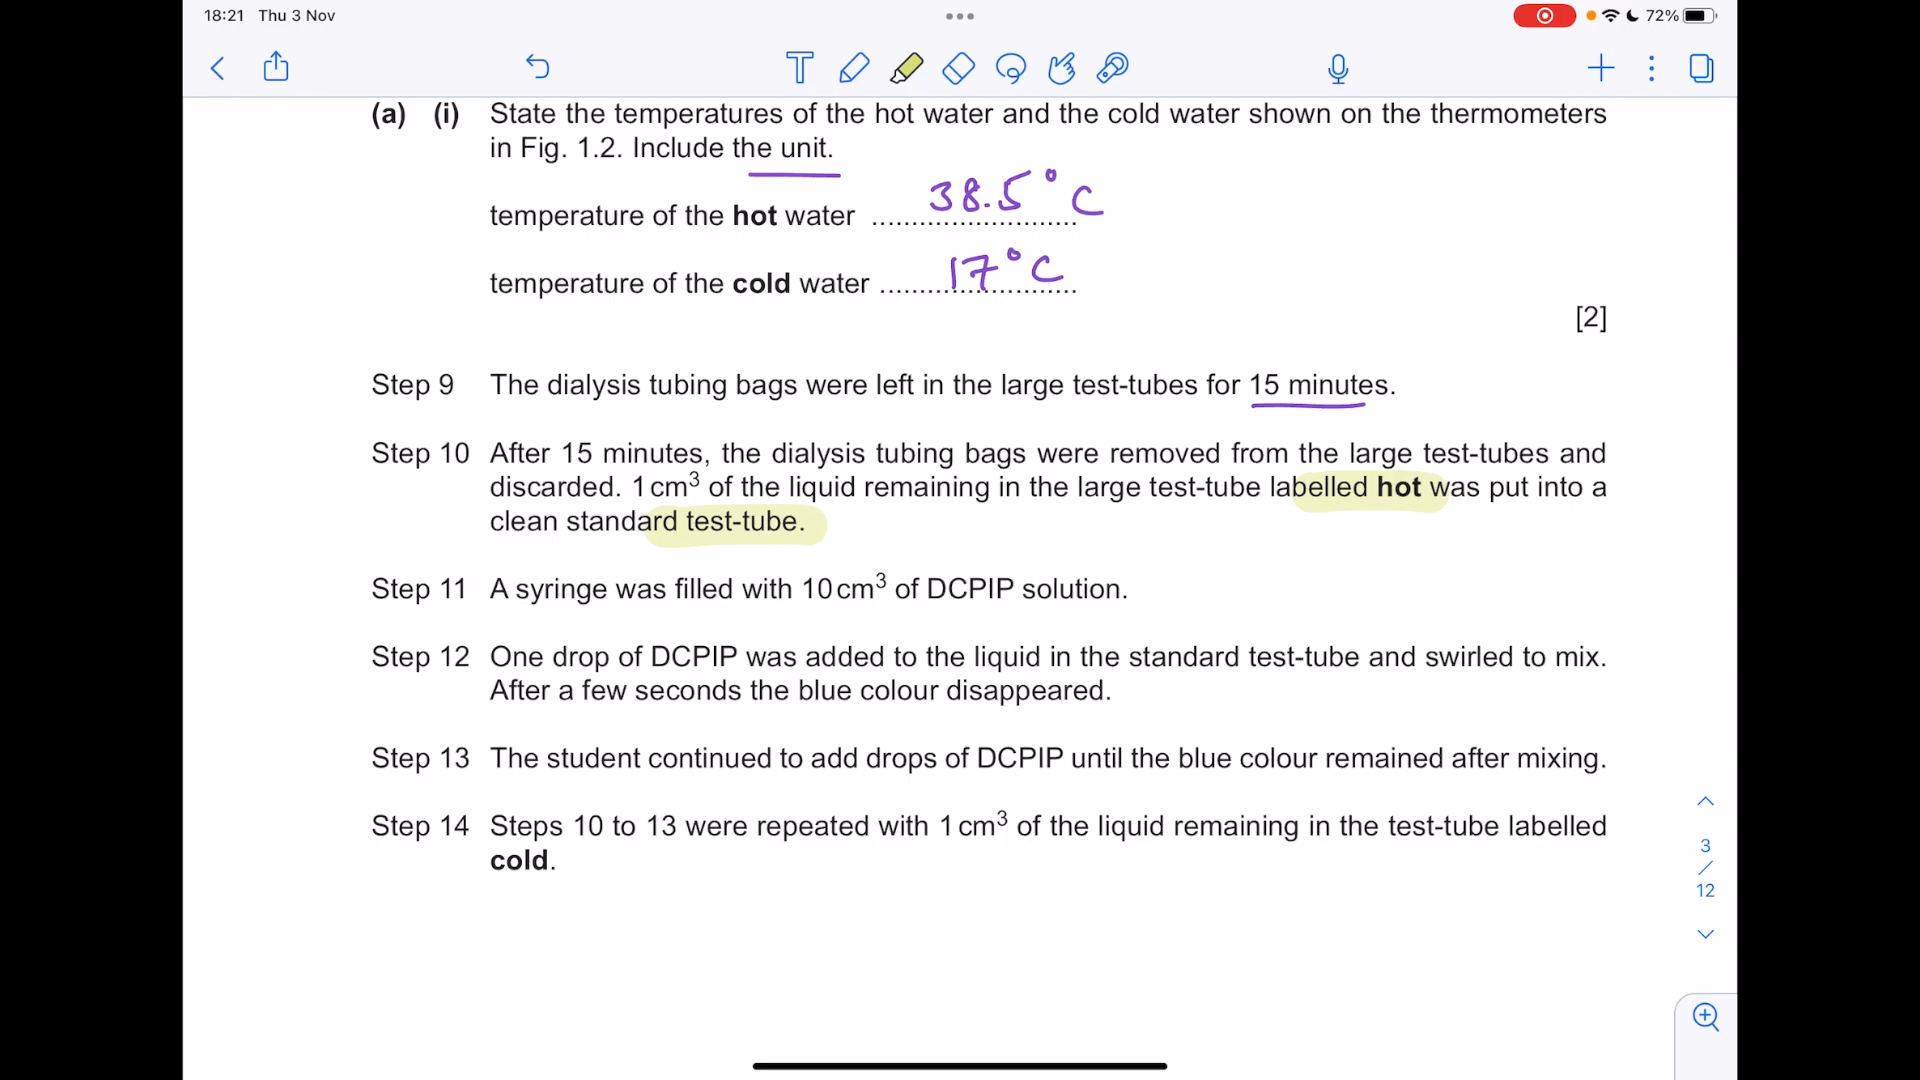 18:21 Thu 3 Nov
72%
(a) (i) State the temperatures of the hot water and the cold water shown on the thermometers
in Fig. 1.2. Include the unit.
temperature of the hot water .......................... 38.5°C
temperature of the cold water ......................... 17°C
[2]
Step 9 The dialysis tubing bags were left in the large test-tubes for 15 minutes.
Step 10 After 15 minutes, the dialysis tubing bags were removed from the large test-tubes and
discarded. 1 cm³ of the liquid remaining in the large test-tube labelled hot was put into a
clean standard test-tube.
Step 11 A syringe was filled with 10 cm³ of DCPIP solution.
Step 12 One drop of DCPIP was added to the liquid in the standard test-tube and swirled to mix.
After a few seconds the blue colour disappeared.
Step 13 The student continued to add drops of DCPIP until the blue colour remained after mixing.
Step 14 Steps 10 to 13 were repeated with 1 cm³ of the liquid remaining in the test-tube labelled
cold.
3
/
12